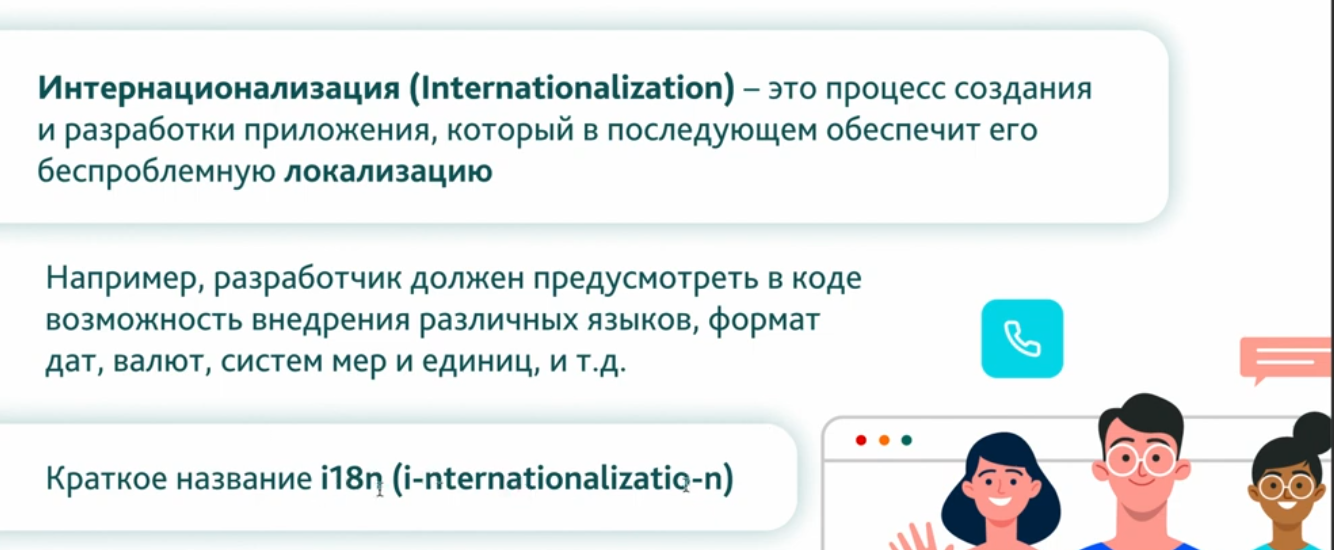 Интернационализация (Internationalization) – это процесс создания
и разработки приложения, который в последующем обеспечит его
беспроблемную локализацию
Например, разработчик должен предусмотреть в коде
возможность внедрения различных языков, формат
дат, валют, систем мер и единиц, и т.д.
Краткое название i18n (i-nternationalizatio-n)